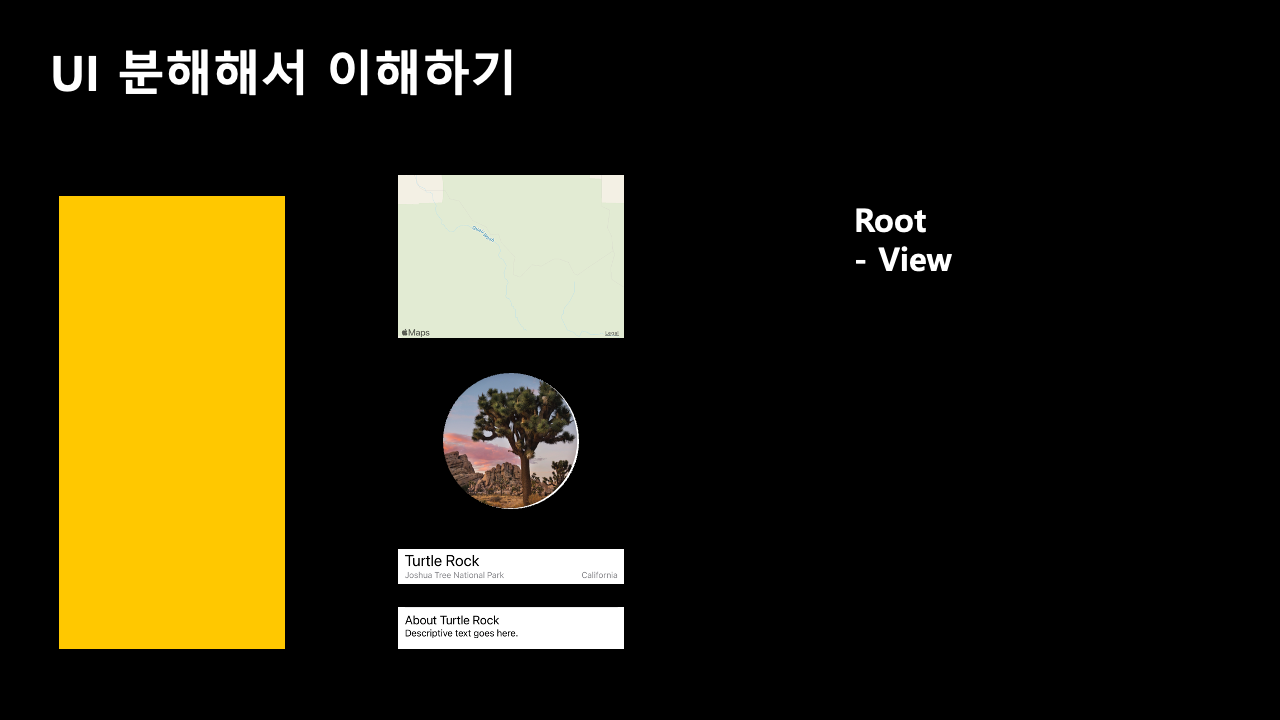 UI 분해해서 이해하기
Maps
Legal
Turtle Rock
Joshua Tree National Park California
About Turtle Rock
Descriptive text goes here.
Root
- View